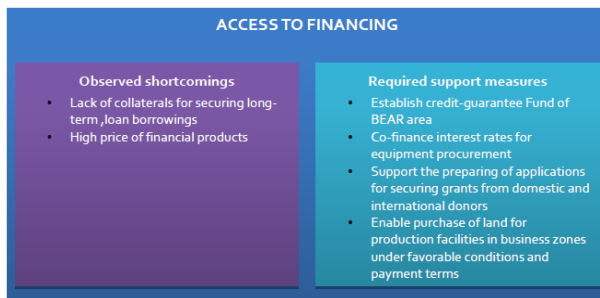 ACCESS TO FINANCING
Observed shortcomings
• Lack of collaterals for securing long-
term ,loan borrowings
• High price of financial products
Required support measures
• Establish credit-guarantee Fund of
BEAR area
• Co-finance interest rates for
equipment procurement
• Support the preparing of applications
for securing grants from domestic and
international donors
• Enable purchase of land for
production facilities in business zones
under favorable conditions and
payment terms